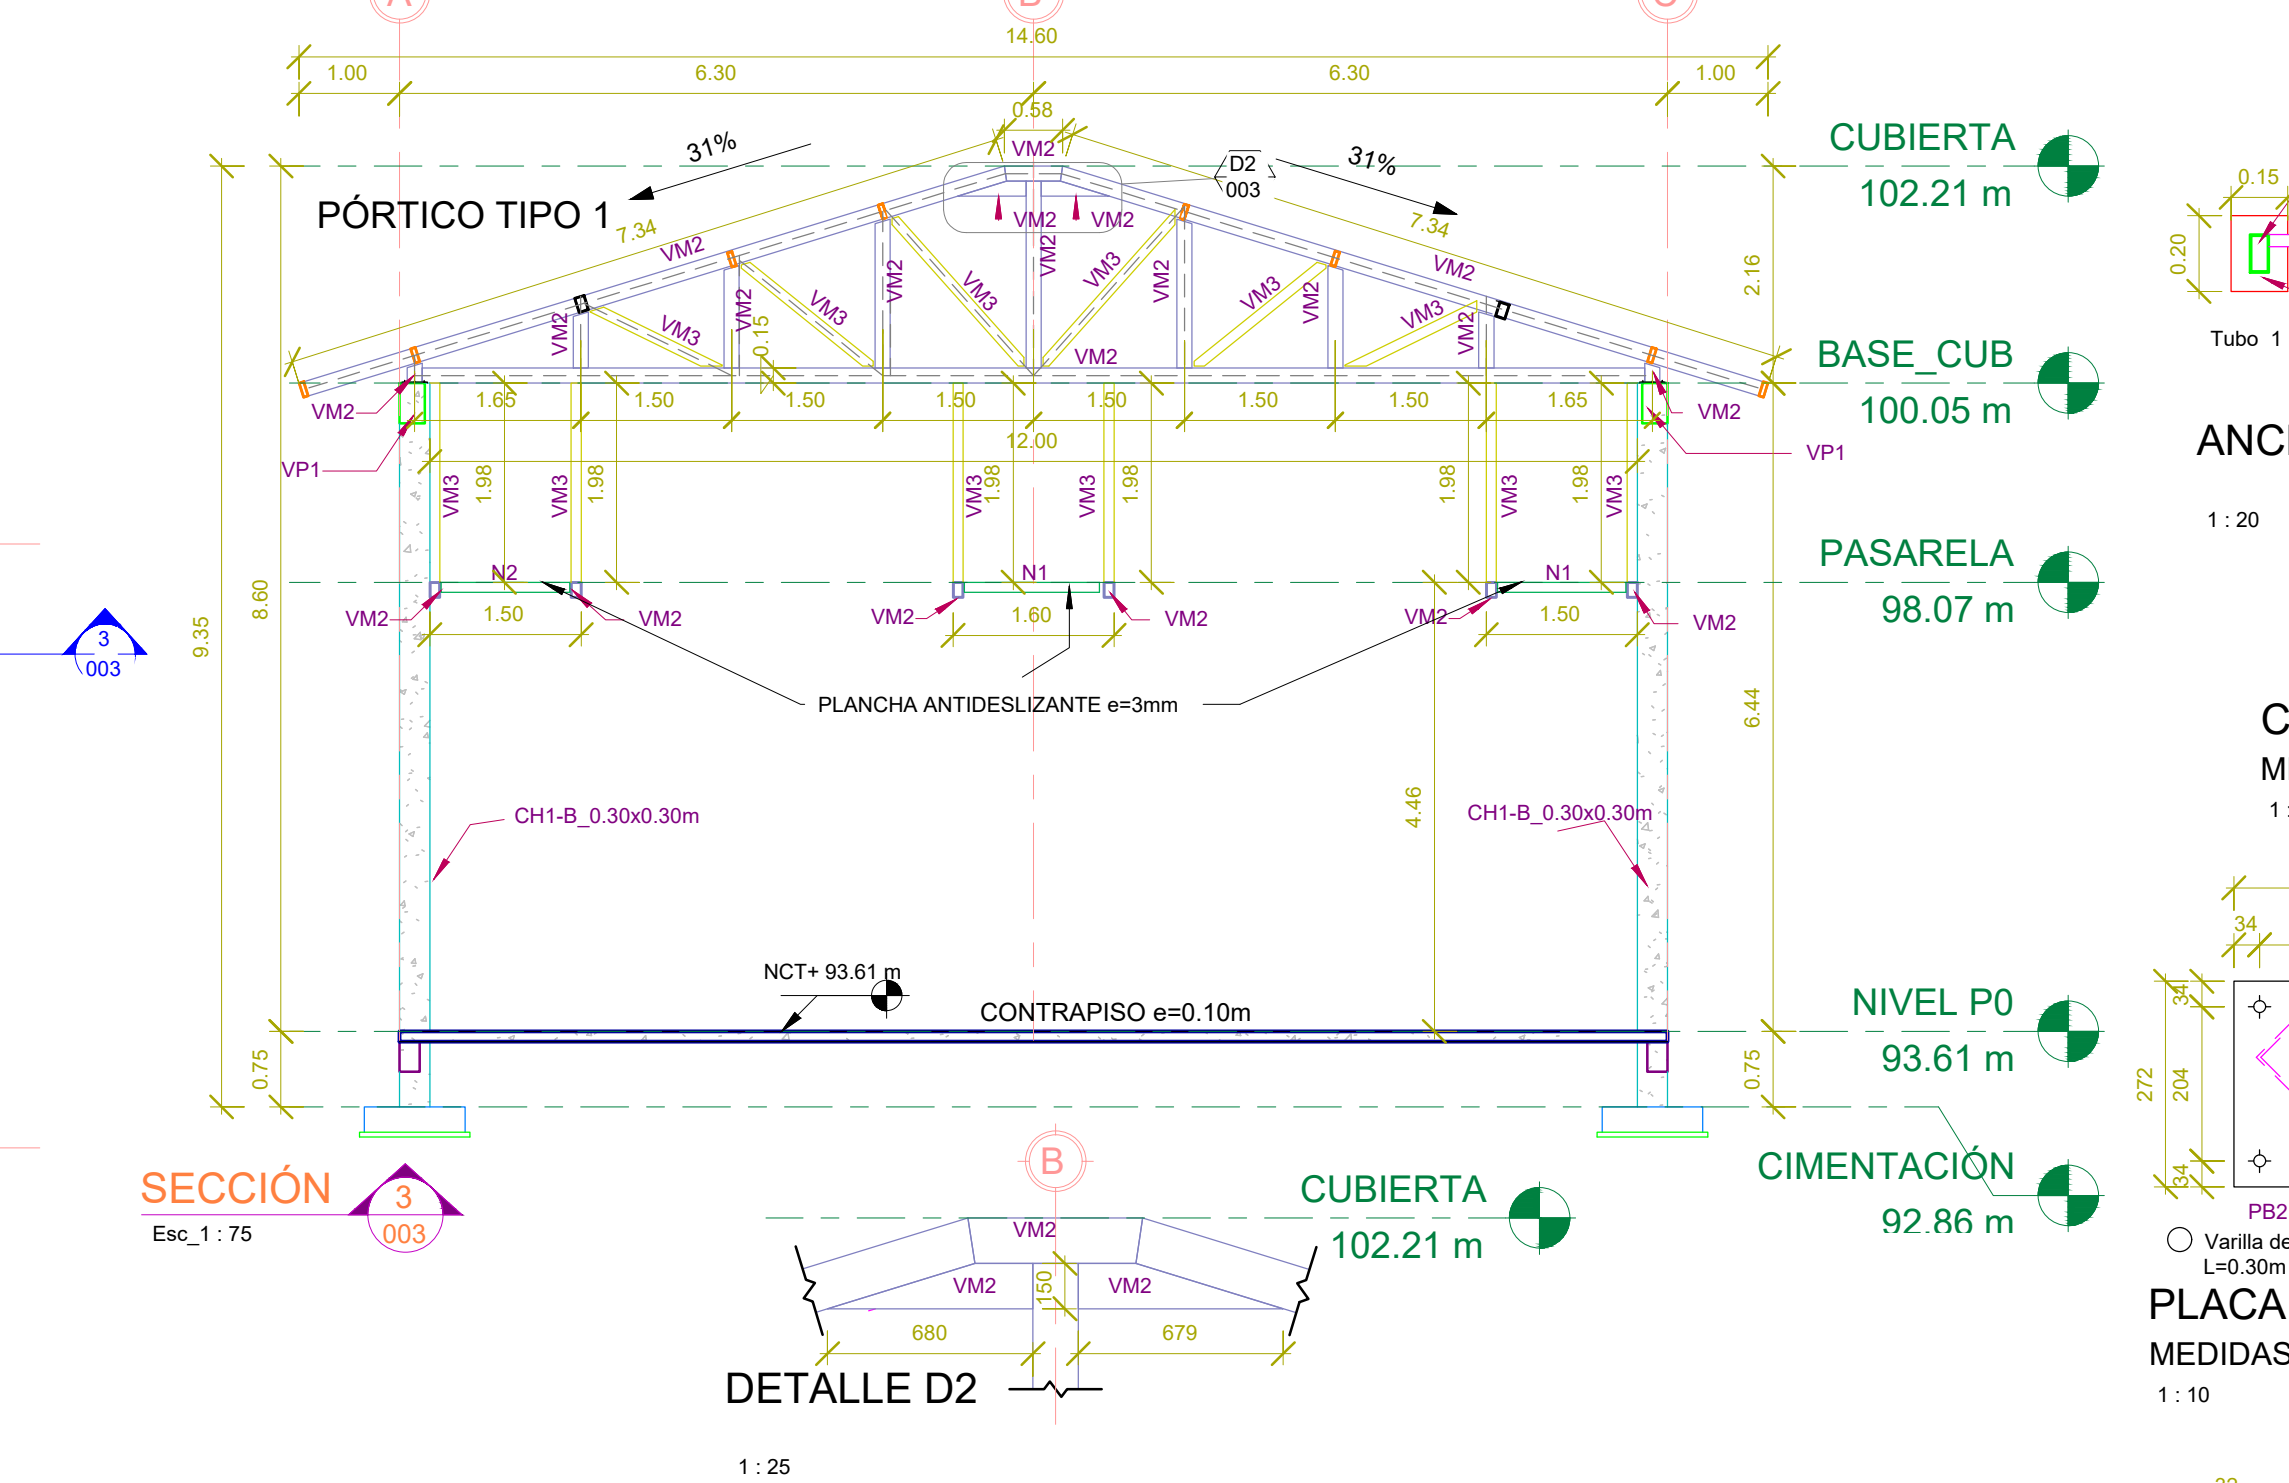 A
B
C
14.60
1.00
6.30
6.30
1.00
0.58
31%
VM2
D2
003
31%
CUBIERTA
102.21 m
PÓRTICO TIPO 1
7.34
VM2
VM2
VM2
VM2
7.34
VM2
2.16
0.15
0.20
Tubo 1
VM2
VM3
VM2
VM3
VM2
VM3
VM3
VM2
VM3
VM2
VM3
VM2
0.15
VM2
BASE_CUB
100.05 m
VM2
1.65
1.50
1.50
1.50
1.50
1.50
1.50
1.65
VM2
12.00
VP1
VP1
ANCL
1 : 20
VM3
1.98
VM3
1.98
VM3
1.98
VM3
1.98
1.98
VM3
1.98
VM3
PASARELA
98.07 m
N2
N1
N1
VM2
1.50
VM2
VM2
1.60
VM2
VM2
1.50
VM2
3
003
9.35
8.60
PLANCHA ANTIDESLIZANTE e=3mm
6.44
4.46
C
1 :
CH1-B_0.30x0.30m
CH1-B_0.30x0.30m
34
NCT+ 93.61 m
CONTRAPISO e=0.10m
NIVEL P0
93.61 m
0.75
0.75
34
272
204
34
SECCIÓN
3
003
Esc_1 : 75
B
CIMENTACIÓN
92.86 m
CUBIERTA
102.21 m
VM2
VM2
150
VM2
680
679
DETALLE D2
1 : 25
PB2
Varilla de
L=0.30m
PLACA
MEDIDAS
1 : 10